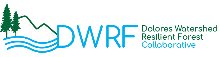 DWRF
Dolores Watershed
Resilient Forest
Collaborative